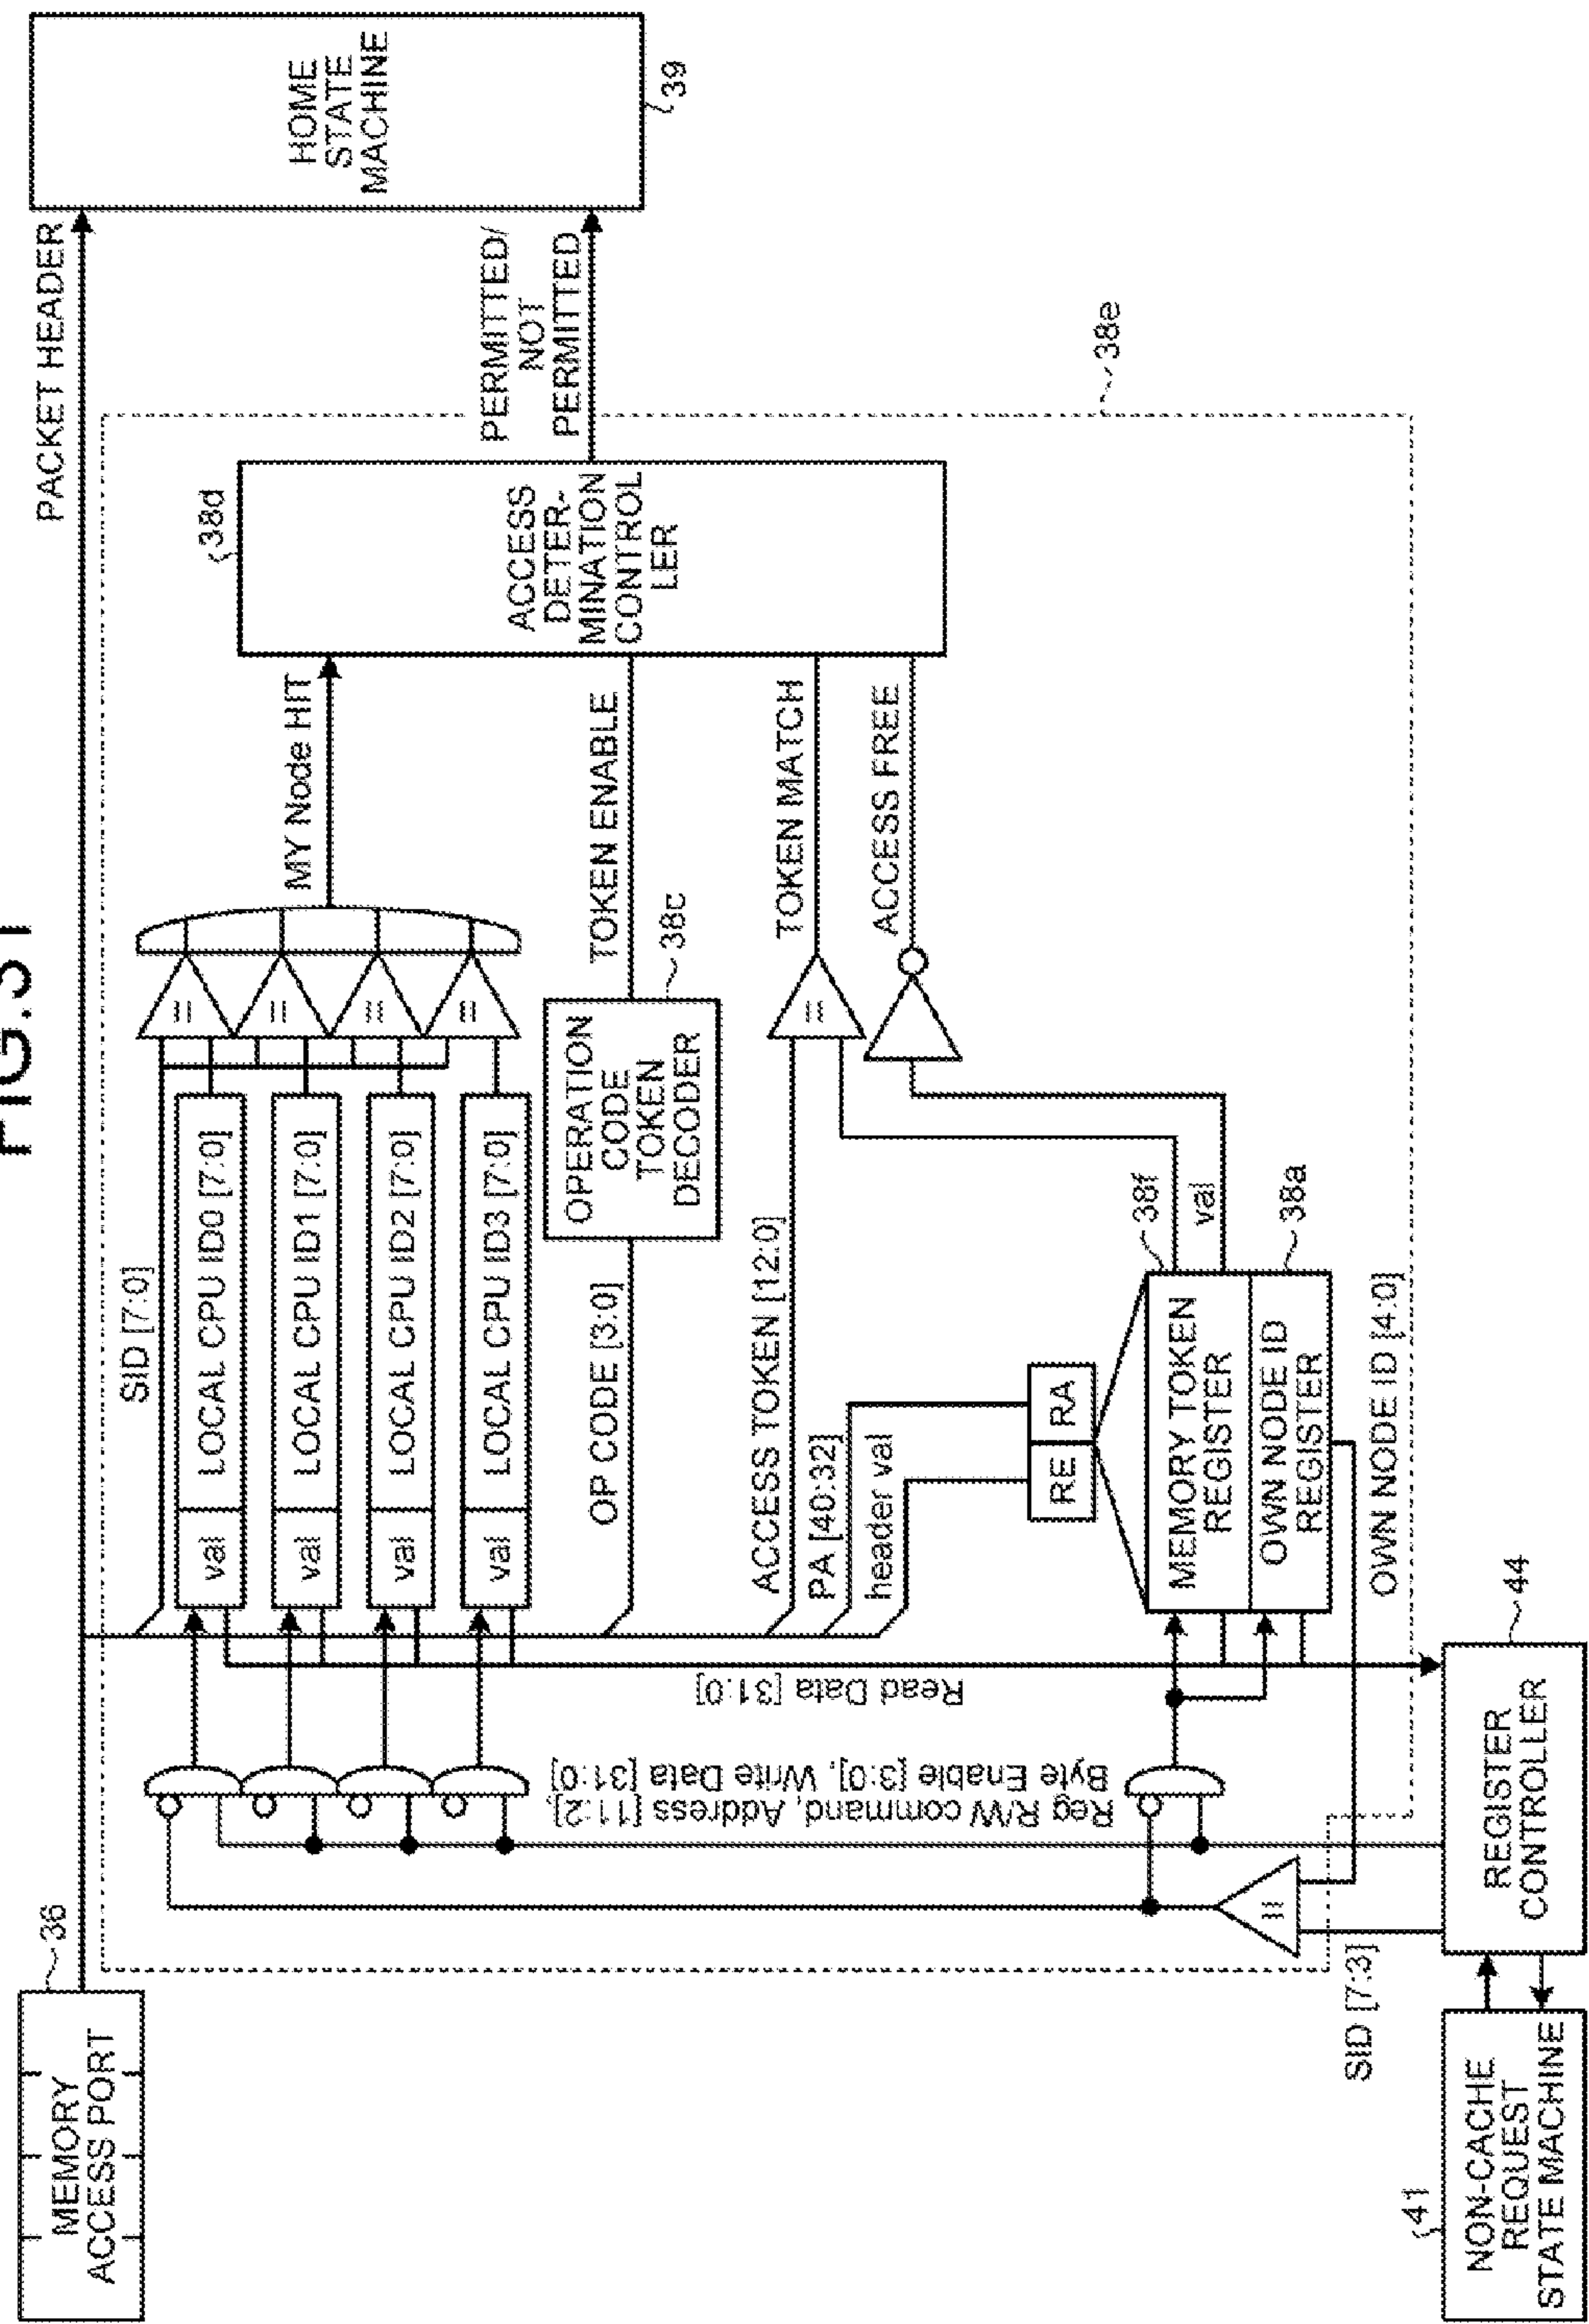 FIG.31
MEMORY
ACCESS PORT
36
PACKET HEADER
HOME
STATE
MACHINE
39
SID [7:0]
val
LOCAL CPU ID0 [7:0]
val
LOCAL CPU ID1 [7:0]
val
LOCAL CPU ID2 [7:0]
val
LOCAL CPU ID3 [7:0]
=
=
=
=
MY Node HIT
38d
ACCESS
DETER-
MINATION
CONTROL
LER
PERMITTED/
NOT
PERMITTED
38e
OP CODE [3:0]
OPERATION
CODE
TOKEN
DECODER
38c
TOKEN ENABLE
ACCESS TOKEN [12:0]
=
TOKEN MATCH
ACCESS FREE
PA [40:32]
header val
RE
RA
Reg R/W command, Address [11:2],
Byte Enable [3:0], Write Data [31:0]
Read Data [31:0]
MEMORY TOKEN
REGISTER
38f
val
OWN NODE ID
REGISTER
38a
OWN NODE ID [4:0]
=
SID [7:3]
41
NON-CACHE
REQUEST
STATE MACHINE
REGISTER
CONTROLLER
44